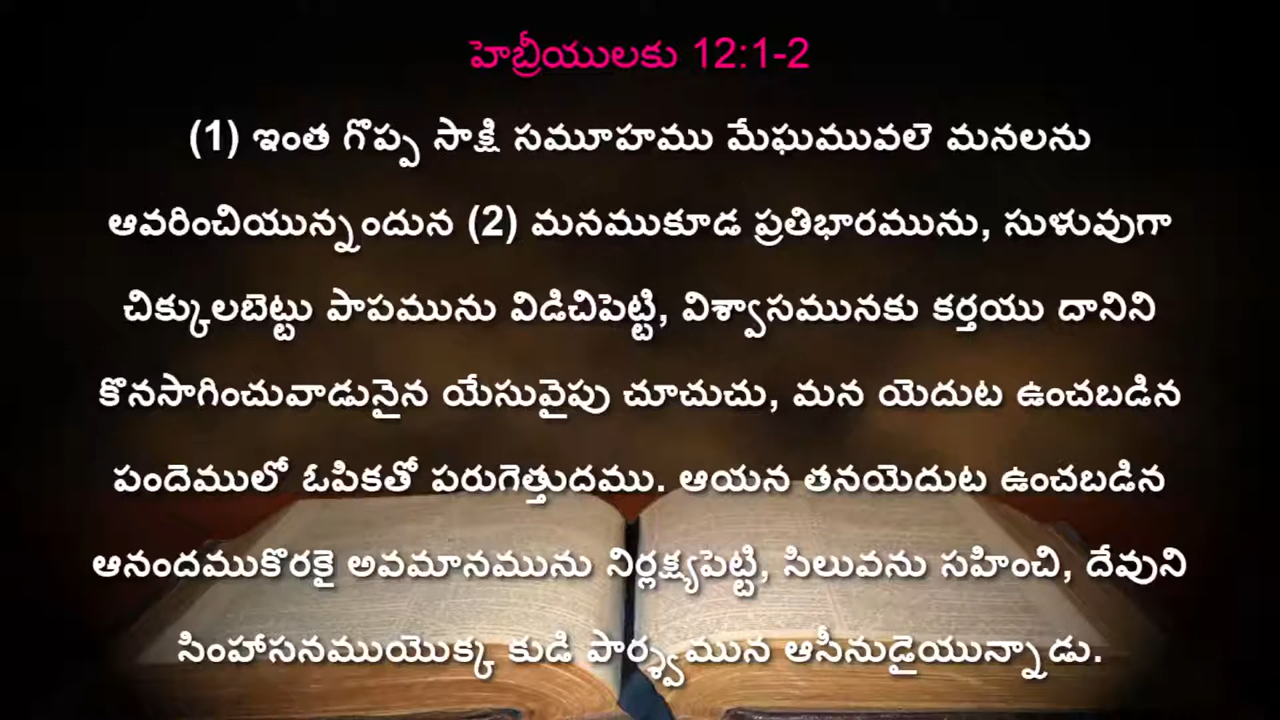 హెబ్రీయులకు 12:1-2
(1) ఇంత గొప్ప సాక్షి సమూహము మేఘమువలె మనలను
ఆవరించియున్నందున (2) మనముకూడ ప్రతిభారమును, సుళువుగా
చిక్కులబెట్టు పాపమును విడిచిపెట్టి, విశ్వాసమునకు కర్తయు దానిని
కొనసాగించువాడునైన యేసువైపు చూచుచు, మన యెదుట ఉంచబడిన
పందెములో ఓపికతో పరుగెత్తుదము. ఆయన తనయెదుట ఉంచబడిన
ఆనందముకొరకై అవమానమును నిర్లక్ష్యపెట్టి, సిలువను సహించి, దేవుని
సింహాసనముయొక్క కుడి పార్శ్వమున ఆసీనుడైయున్నాడు.